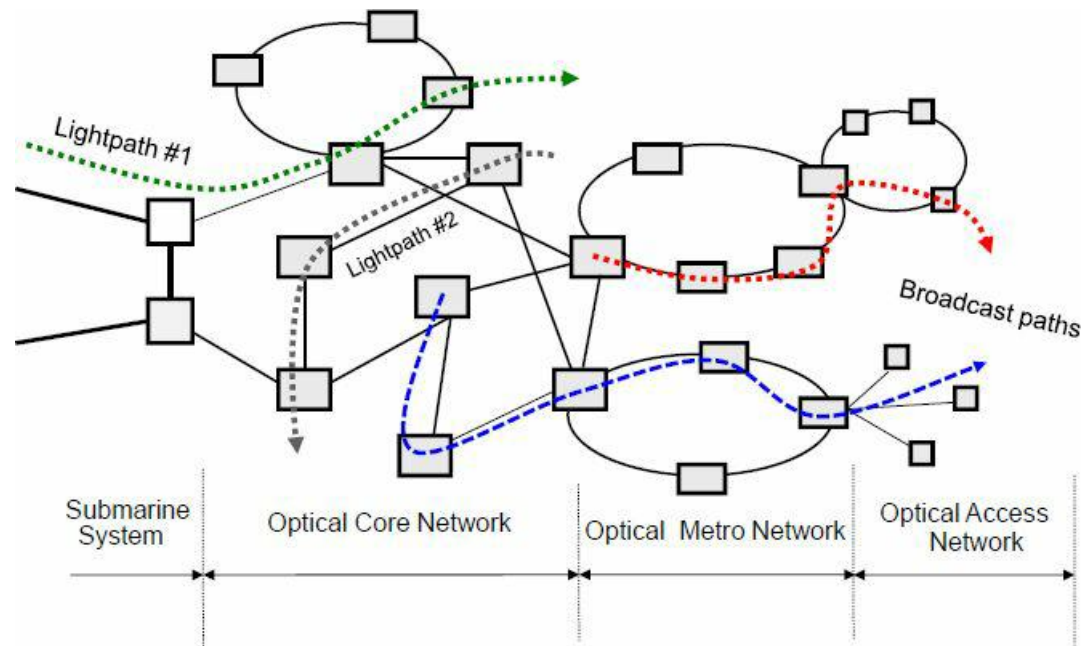 Lightpath #1
Lightpath #2
Broadcast paths
Submarine
System
Optical Core Network
Optical Metro Network
Optical Access
Network